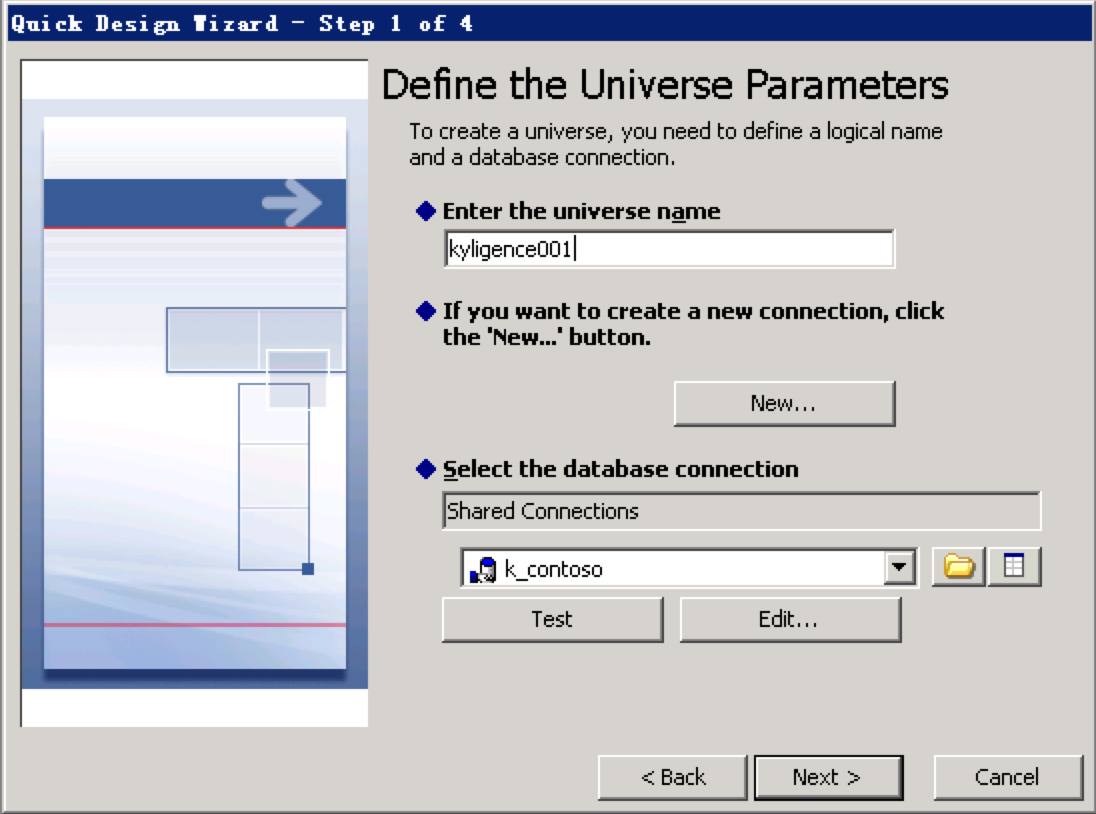 Quick Design Wizard - Step 1 of 4
Define the Universe Parameters
To create a universe, you need to define a logical name
and a database connection.
Enter the universe name
kyligence001
If you want to create a new connection, click
the 'New...' button.
New...
Select the database connection
Shared Connections
k_contoso
Test Edit...
< Back Next > Cancel